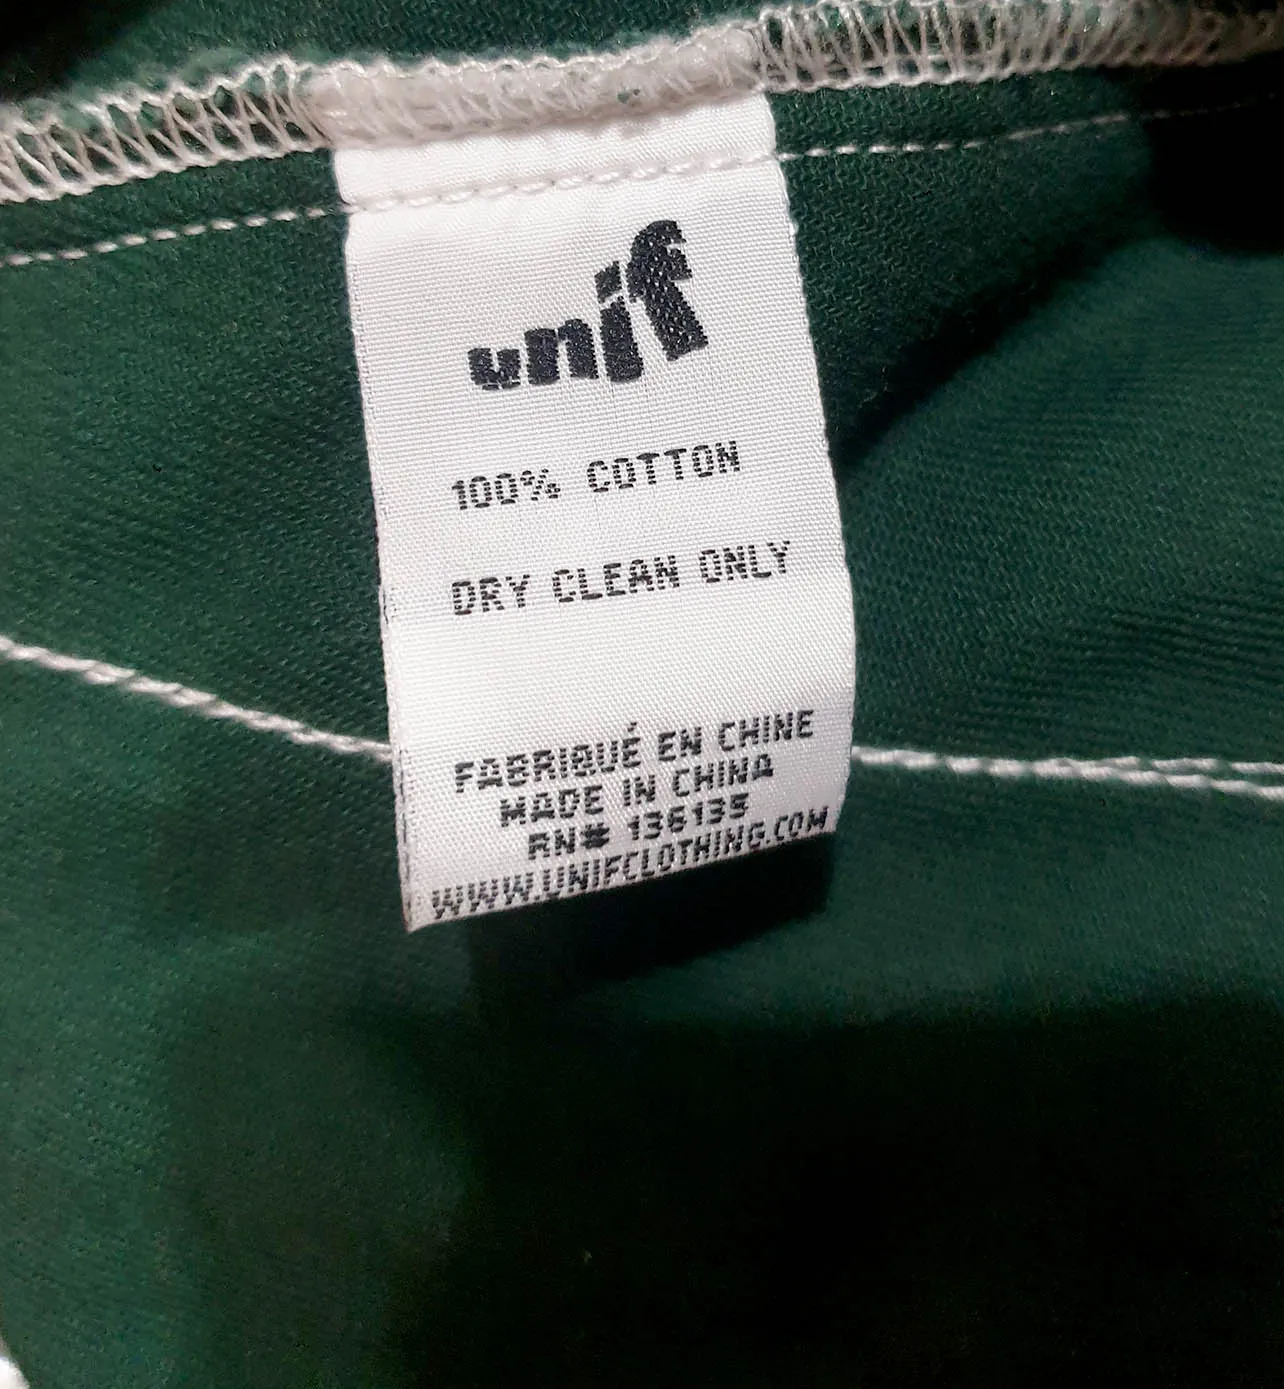 unif
100% COTTON
DRY CLEAN ONLY
FABRIQUÉ EN CHINE
MADE IN CHINA
RN# 136135
WWW.UNIFCLOTHING.COM